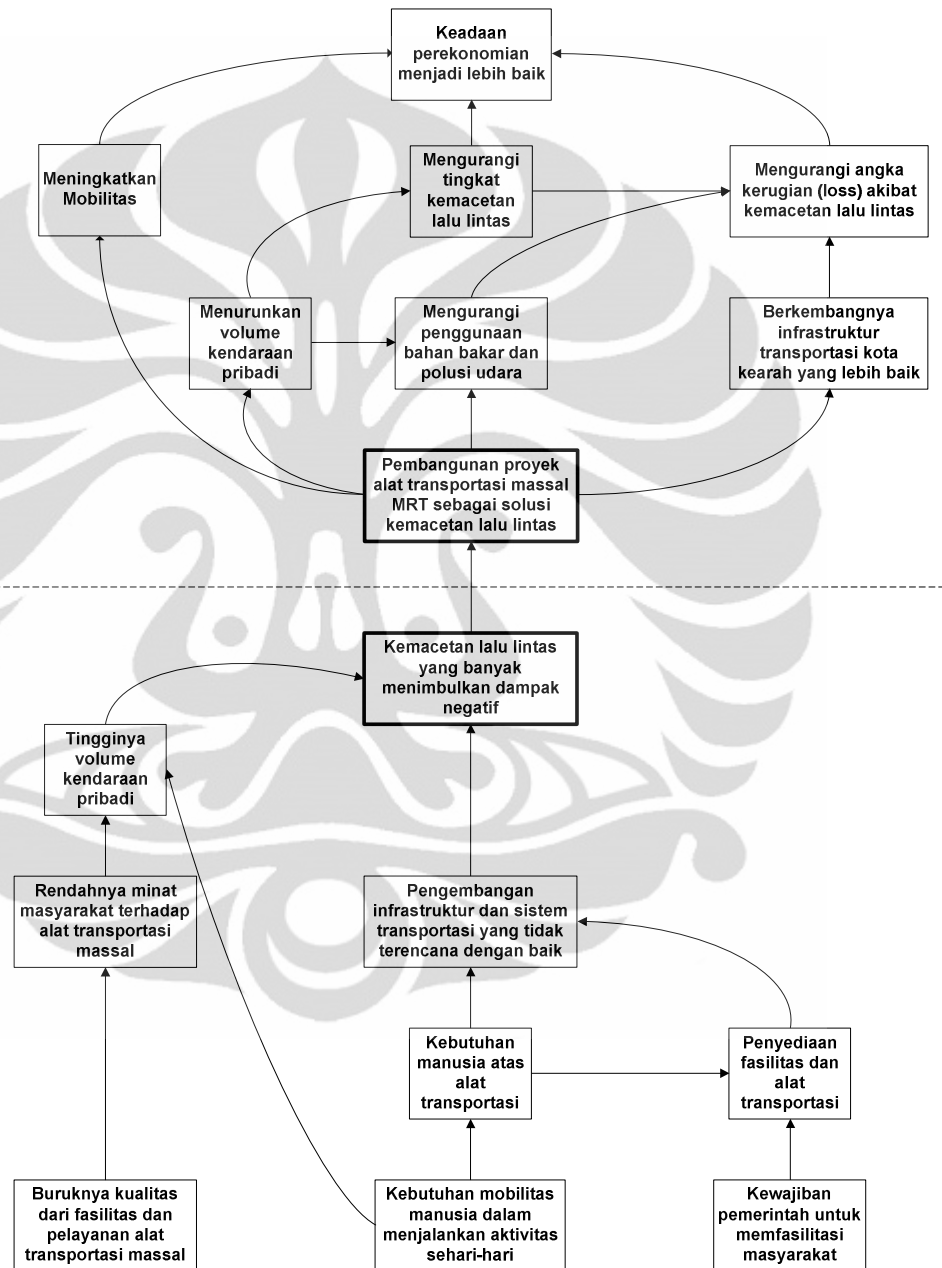 Keadaan
perekonomian
menjadi lebih baik
Meningkatkan
Mobilitas
Mengurangi
tingkat
kemacetan
lalu lintas
Mengurangi angka
kerugian (loss) akibat
kemacetan lalu lintas
Menurunkan
volume
kendaraan
pribadi
Mengurangi
penggunaan
bahan bakar dan
polusi udara
Berkembangnya
infrastruktur
transportasi kota
kearah yang lebih baik
Pembangunan proyek
alat transportasi massal
MRT sebagai solusi
kemacetan lalu lintas
Kemacetan lalu lintas
yang banyak
menimbulkan dampak
negatif
Tingginya
volume
kendaraan
pribadi
Rendahnya minat
masyarakat terhadap
alat transportasi
massal
Pengembangan
infrastruktur dan sistem
transportasi yang tidak
terencana dengan baik
Kebutuhan
manusia atas
alat
transportasi
Penyediaan
fasilitas dan
alat
transportasi
Buruknya kualitas
dari fasilitas dan
pelayanan alat
transportasi massal
Kebutuhan mobilitas
manusia dalam
menjalankan aktivitas
sehari-hari
Kewajiban
pemerintah untuk
memfasilitasi
masyarakat